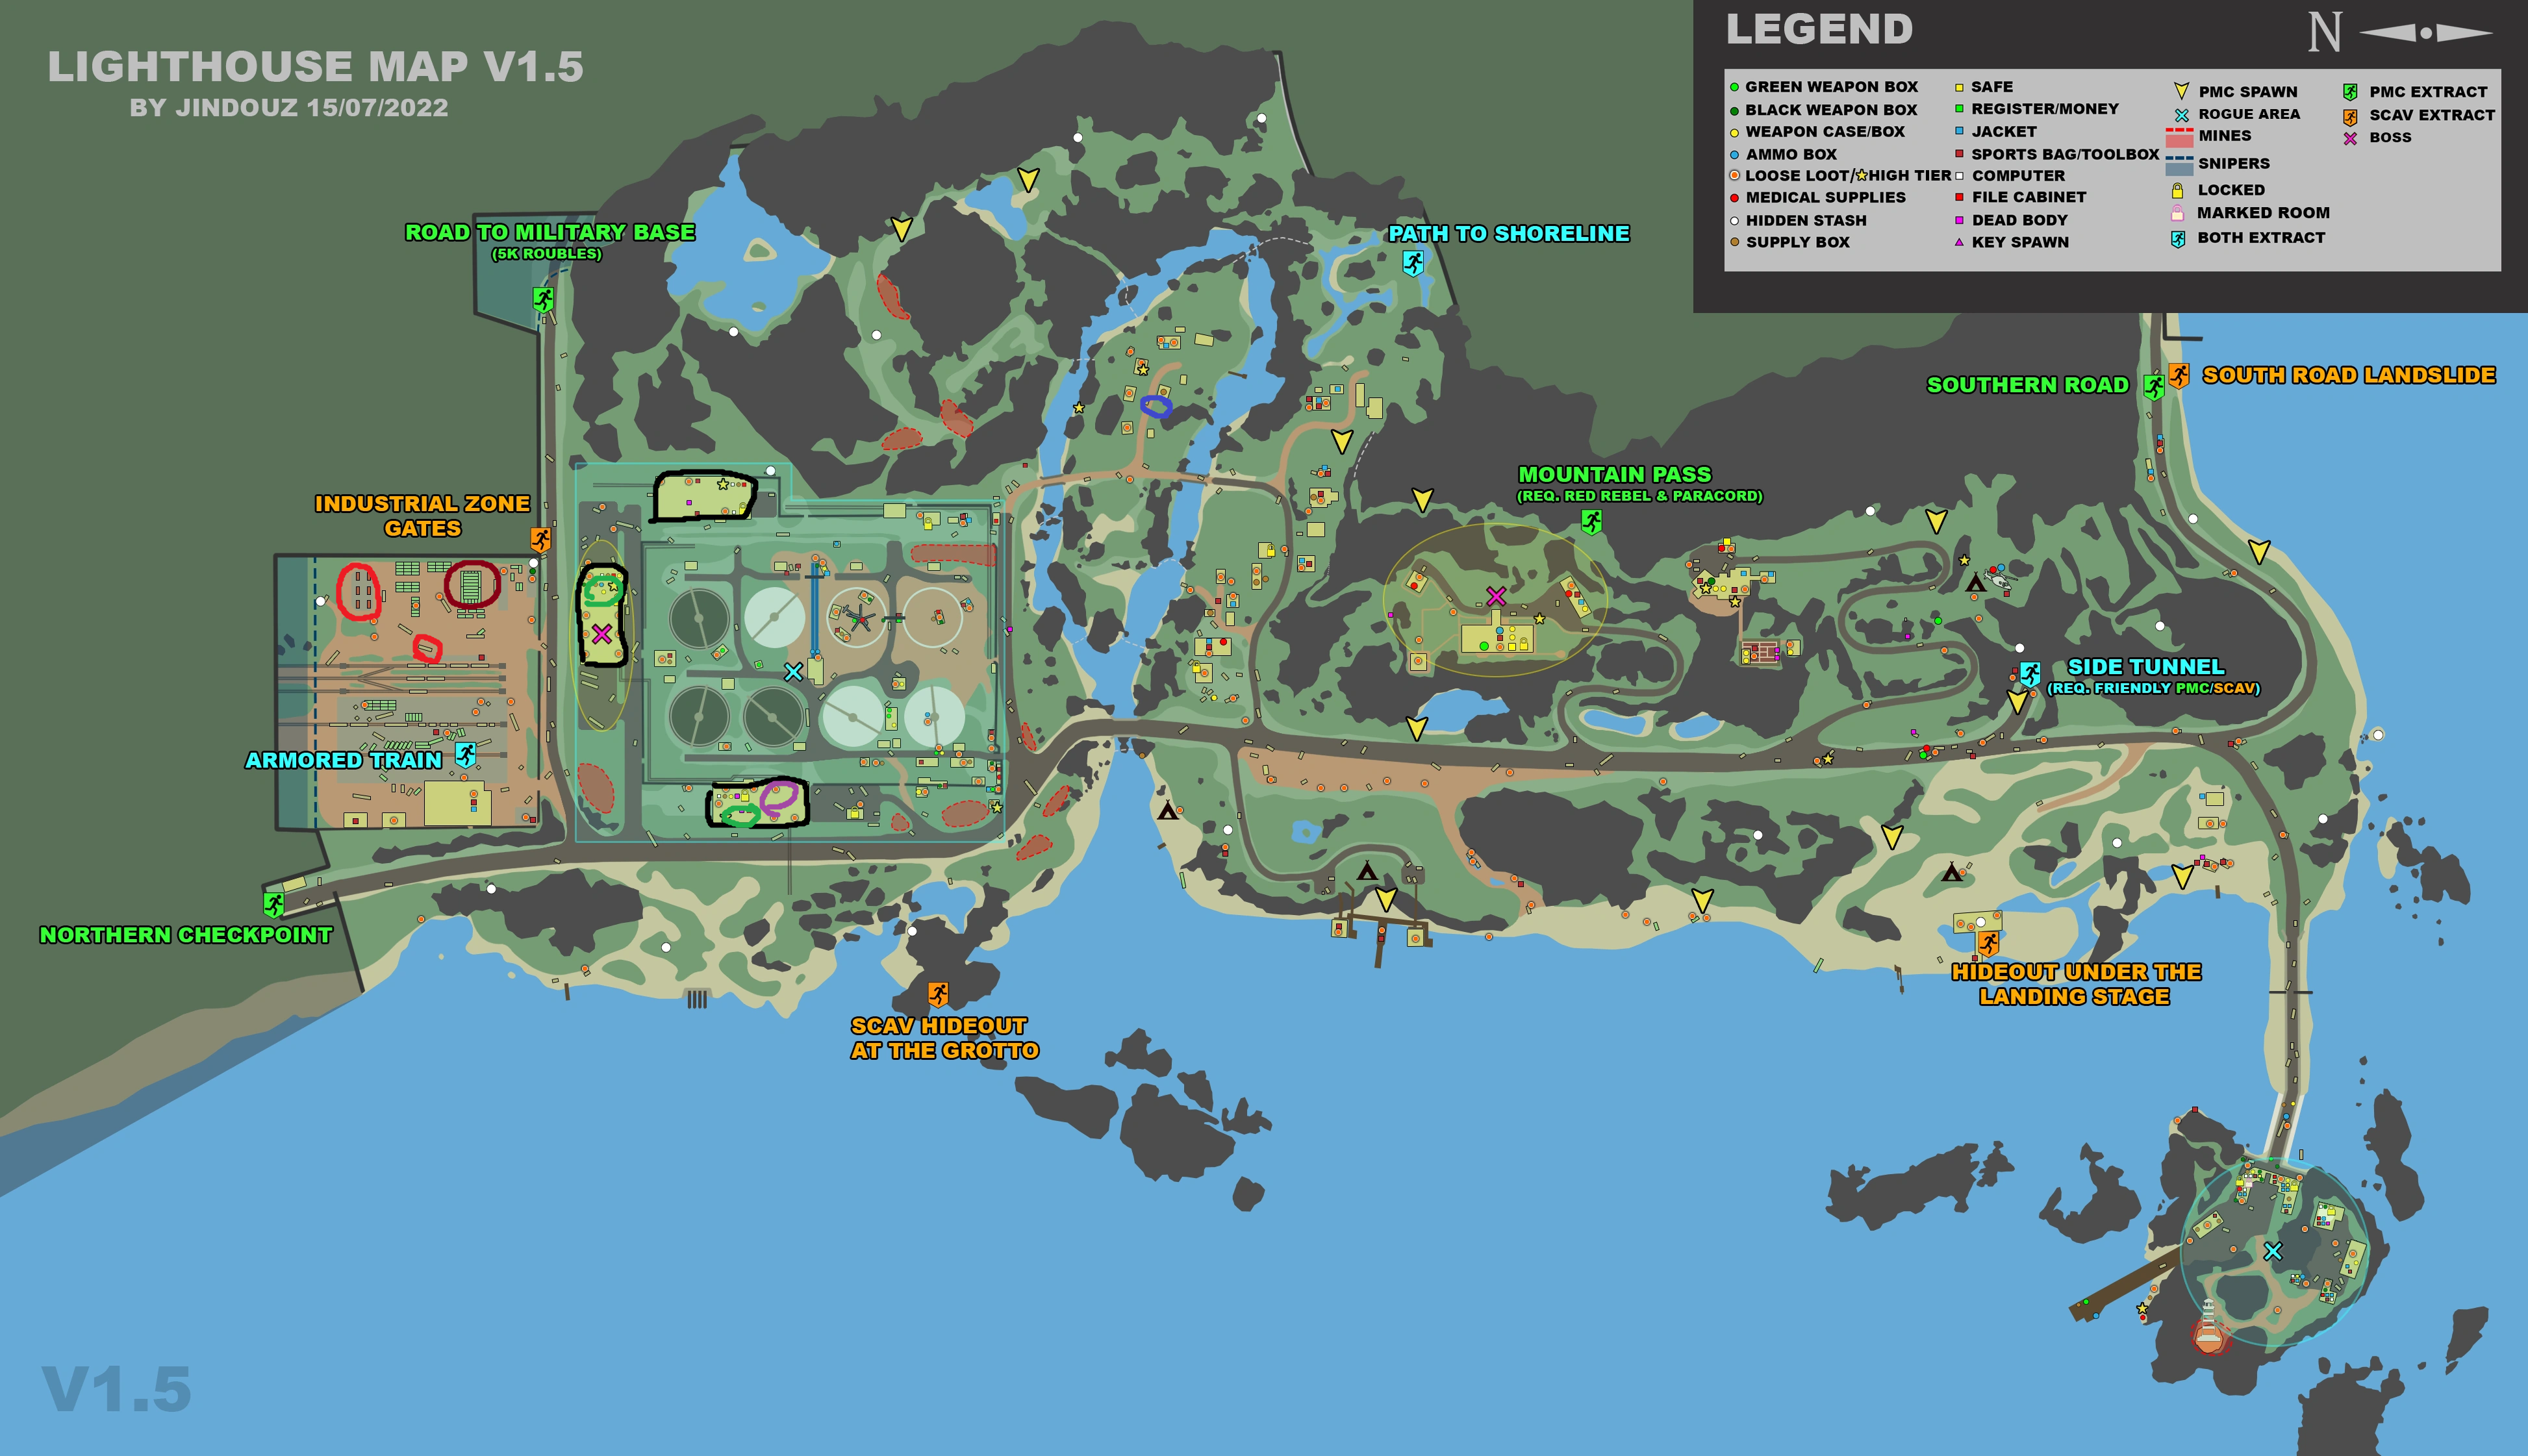 LIGHTHOUSE MAP V1.5
BY JINDOUZ 15/07/2022
LEGEND
N
GREEN WEAPON BOX
BLACK WEAPON BOX
WEAPON CASE/BOX
AMMO BOX
LOOSE LOOT/HIGH TIER
MEDICAL SUPPLIES
HIDDEN STASH
SUPPLY BOX
SAFE
REGISTER/MONEY
JACKET
SPORTS BAG/TOOLBOX
COMPUTER
FILE CABINET
DEAD BODY
KEY SPAWN
PMC SPAWN
ROGUE AREA
MINES
SNIPERS
LOCKED
MARKED ROOM
BOTH EXTRACT
PMC EXTRACT
SCAV EXTRACT
BOSS
ROAD TO MILITARY BASE
(5K ROUBLES)
PATH TO SHORELINE
SOUTHERN ROAD
SOUTH ROAD LANDSLIDE
MOUNTAIN PASS
(REQ. RED REBEL & PARACORD)
INDUSTRIAL ZONE
GATES
SIDE TUNNEL
(REQ. FRIENDLY PMC/SCAV)
ARMORED TRAIN
NORTHERN CHECKPOINT
HIDEOUT UNDER THE
LANDING STAGE
SCAV HIDEOUT
AT THE GROTTO
V1.5